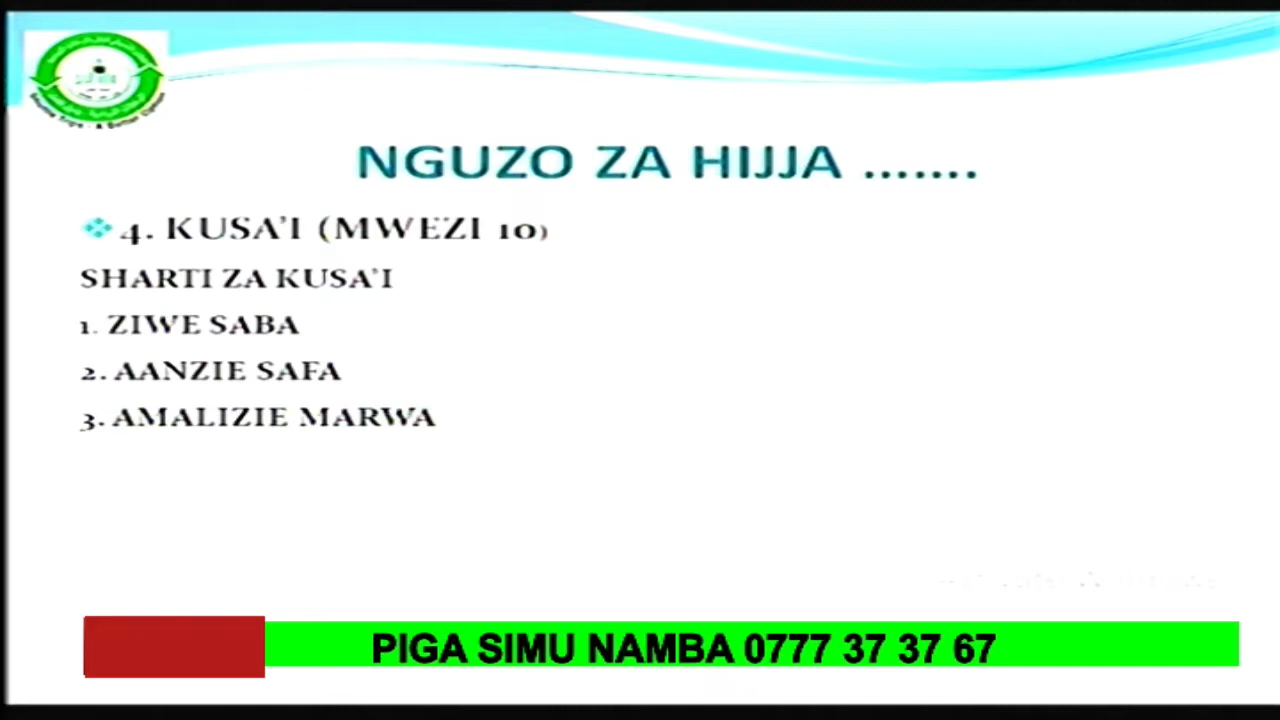 NGUZO ZA HIJJA .......
4. KUSA'I (MWEZI 10)
SHARTI ZA KUSA'I
1. ZIWE SABA
2. AANZIE SAFA
3. AMALIZIE MARWA
PIGA SIMU NAMBA 0777 37 37 67